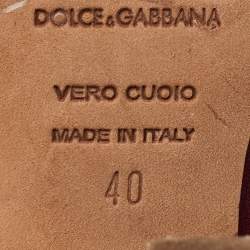 DOLCE & GABBANA
VERO CUOIO
MADE IN ITALY
40